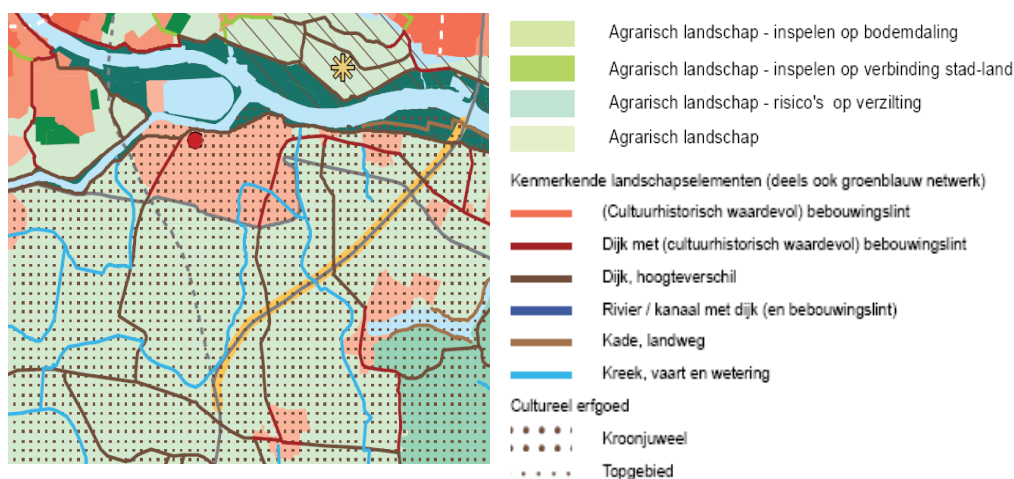 Agrarisch landschap - inspelen op bodemdaling
Agrarisch landschap - inspelen op verbinding stad-land
Agrarisch landschap - risico's op verzilting
Agrarisch landschap
Kenmerkende landschapselementen (deels ook groenblauw netwerk)
(Cultuurhistorisch waardevol) bebouwingslint
Dijk met (cultuurhistorisch waardevol) bebouwingslint
Dijk, hoogteverschil
Rivier / kanaal met dijk (en bebouwingslint)
Kade, landweg
Kreek, vaart en wetering
Cultureel erfgoed
Kroonjuweel
Topgebied